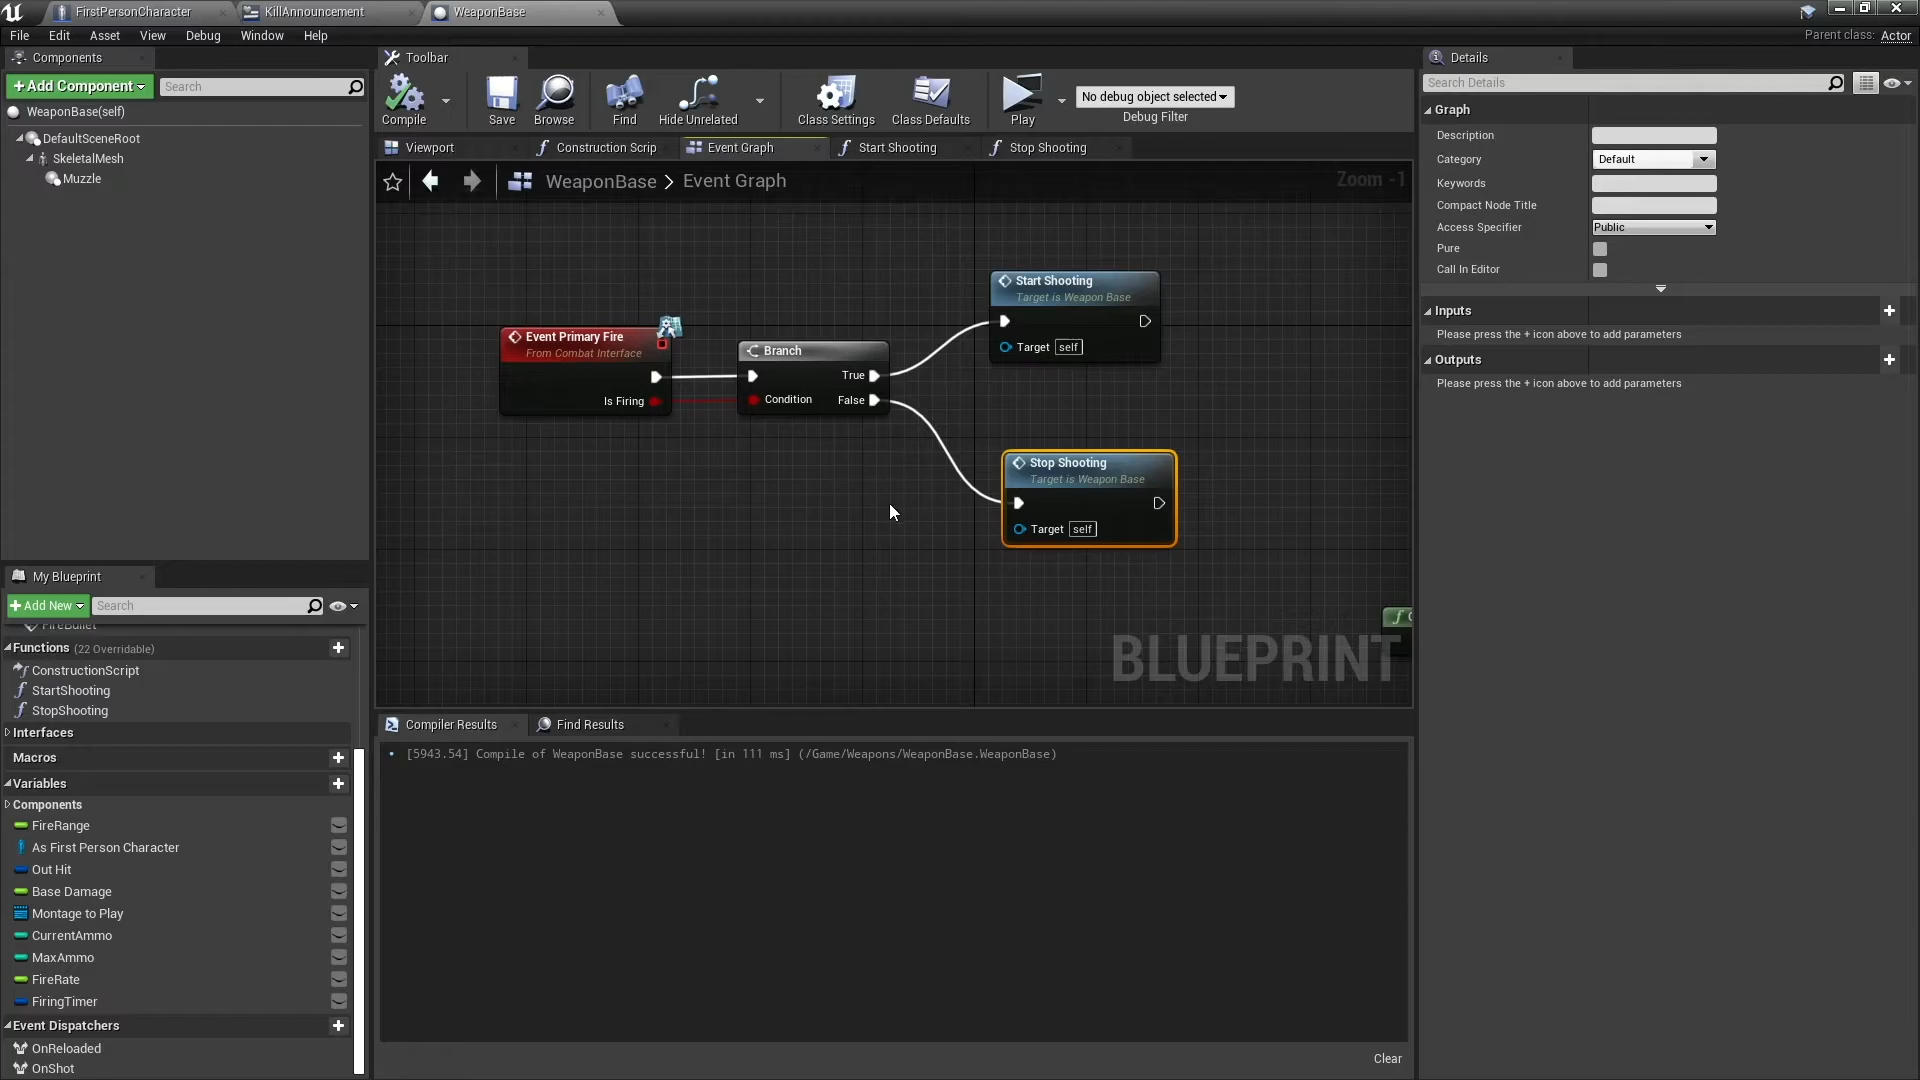 FirstPersonCharacter
KillAnnouncement
WeaponBase
File Edit Asset View Debug Window Help
Parent class: Actor
Components
Toolbar
Details
+Add Component
Search
WeaponBase(self)
DefaultSceneRoot
SkeletalMesh
Muzzle
Compile
Save
Browse
Find
Hide Unrelated
Class Settings
Class Defaults
Play
No debug object selected
Debug Filter
Viewport
Construction Scrip
Event Graph
Start Shooting
Stop Shooting
WeaponBase > Event Graph
Zoom -1
Event Primary Fire
From Combat Interface
Is Firing
Branch
True
Condition
False
Start Shooting
Target is Weapon Base
Target self
Stop Shooting
Target is Weapon Base
Target self
BLUEPRINT
Search Details
Graph
Description
Category Default
Keywords
Compact Node Title
Access Specifier Public
Pure
Call In Editor
Inputs
Please press the + icon above to add parameters
Outputs
Please press the + icon above to add parameters
My Blueprint
+Add New
Search
FireBullet
Functions (22 Overridable)
ConstructionScript
StartShooting
StopShooting
Interfaces
Macros
Variables
Components
FireRange
As First Person Character
Out Hit
Base Damage
Montage to Play
CurrentAmmo
MaxAmmo
FireRate
FiringTimer
Event Dispatchers
OnReloaded
OnShot
Compiler Results
Find Results
[5943.54] Compile of WeaponBase successful! [in 111 ms] (/Game/Weapons/WeaponBase.WeaponBase)
Clear